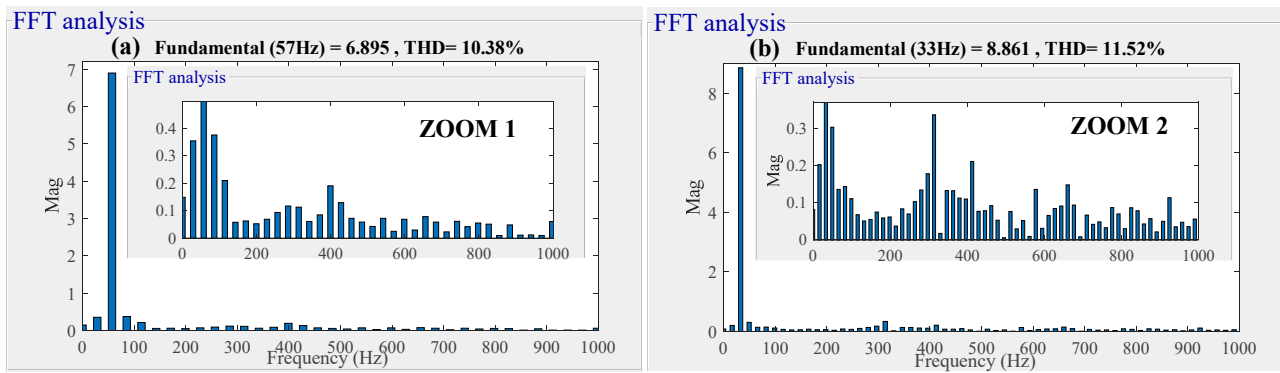 FFT analysis
(a) Fundamental (57Hz) = 6.895 , THD= 10.38%
FFT analysis
ZOOM 1
0.4
0.3
0.2
0.1
0
0 200 400 600 800 1000
Mag
7
6
5
4
3
2
1
0
0 100 200 300 400 500 600 700 800 900 1000
Frequency (Hz)
FFT analysis
(b) Fundamental (33Hz) = 8.861 , THD= 11.52%
FFT analysis
ZOOM 2
Mag
0.3
0.2
0.1
0
0 200 400 600 800 1000
Mag
8
6
4
2
0
0 100 200 300 400 500 600 700 800 900 1000
Frequency (Hz)